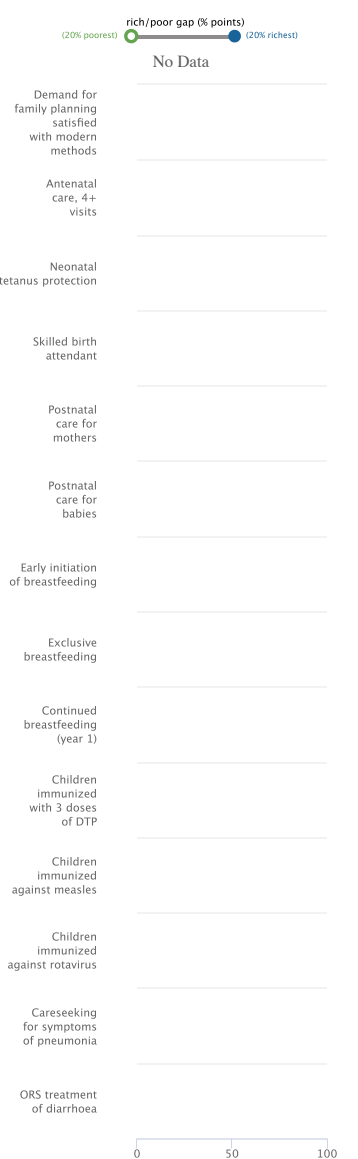 rich/poor gap (% points)
(20% poorest) (20% richest)
No Data
Demand for
family planning
satisfied
with modern
methods
Antenatal
care, 4+
visits
Neonatal
tetanus protection
Skilled birth
attendant
Postnatal
care for
mothers
Postnatal
care for
babies
Early initiation
of breastfeeding
Exclusive
breastfeeding
Continued
breastfeeding
(year 1)
Children
immunized
with 3 doses
of DTP
Children
immunized
against measles
Children
immunized
against rotavirus
Careseeking
for symptoms
of pneumonia
ORS treatment
of diarrhoea
0 50 100